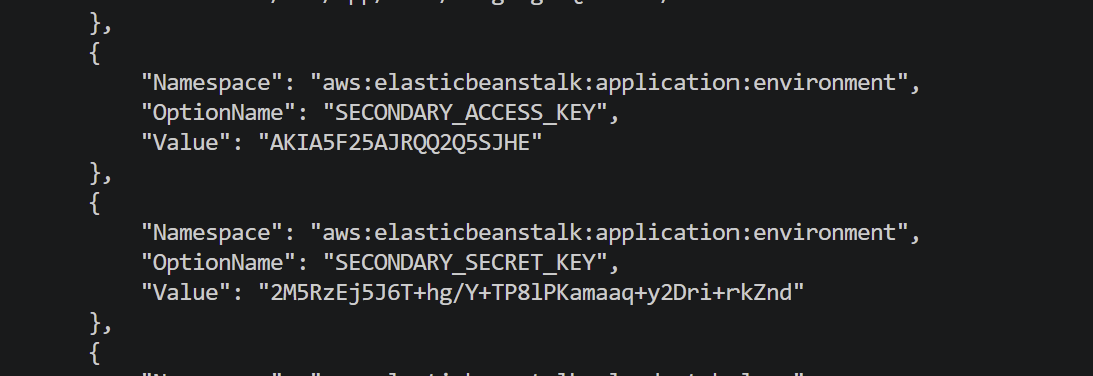 },
{
"Namespace": "aws:elasticbeanstalk:application:environment",
"OptionName": "SECONDARY_ACCESS_KEY",
"Value": "AKIA5F25AJRQQ2Q5SJHE"
},
{
"Namespace": "aws:elasticbeanstalk:application:environment",
"OptionName": "SECONDARY_SECRET_KEY",
"Value": "2M5RzEj5J6T+hg/Y+TP8lPKamaaq+y2Dri+rkZnd"
},
{